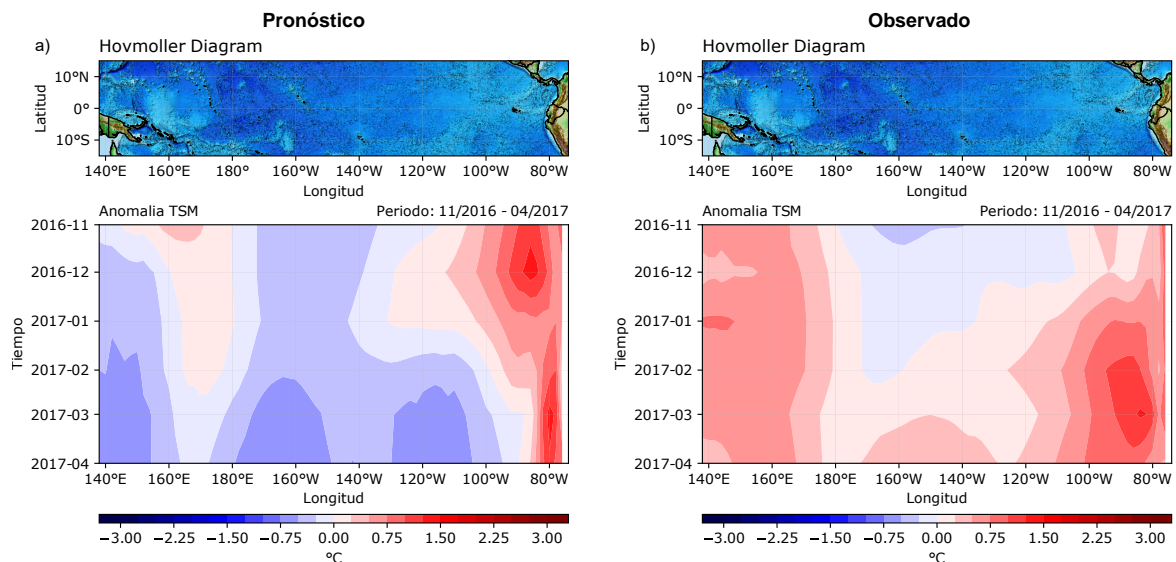 Pronóstico
a)
Hovmoller Diagram
10°N
0°
10°S
Latitud
140°E 160°E 180° 160°W 140°W 120°W 100°W 80°W
Longitud
Anomalia TSM Periodo: 11/2016 - 04/2017
2016-11
2016-12
2017-01
2017-02
2017-03
2017-04
Tiempo
140°E 160°E 180° 160°W 140°W 120°W 100°W 80°W
Longitud
−3.00 −2.25 −1.50 −0.75 0.00 0.75 1.50 2.25 3.00
°C
Observado
b)
Hovmoller Diagram
10°N
0°
10°S
Latitud
140°E 160°E 180° 160°W 140°W 120°W 100°W 80°W
Longitud
Anomalia TSM Periodo: 11/2016 - 04/2017
2016-11
2016-12
2017-01
2017-02
2017-03
2017-04
Tiempo
140°E 160°E 180° 160°W 140°W 120°W 100°W 80°W
Longitud
−3.00 −2.25 −1.50 −0.75 0.00 0.75 1.50 2.25 3.00
°C